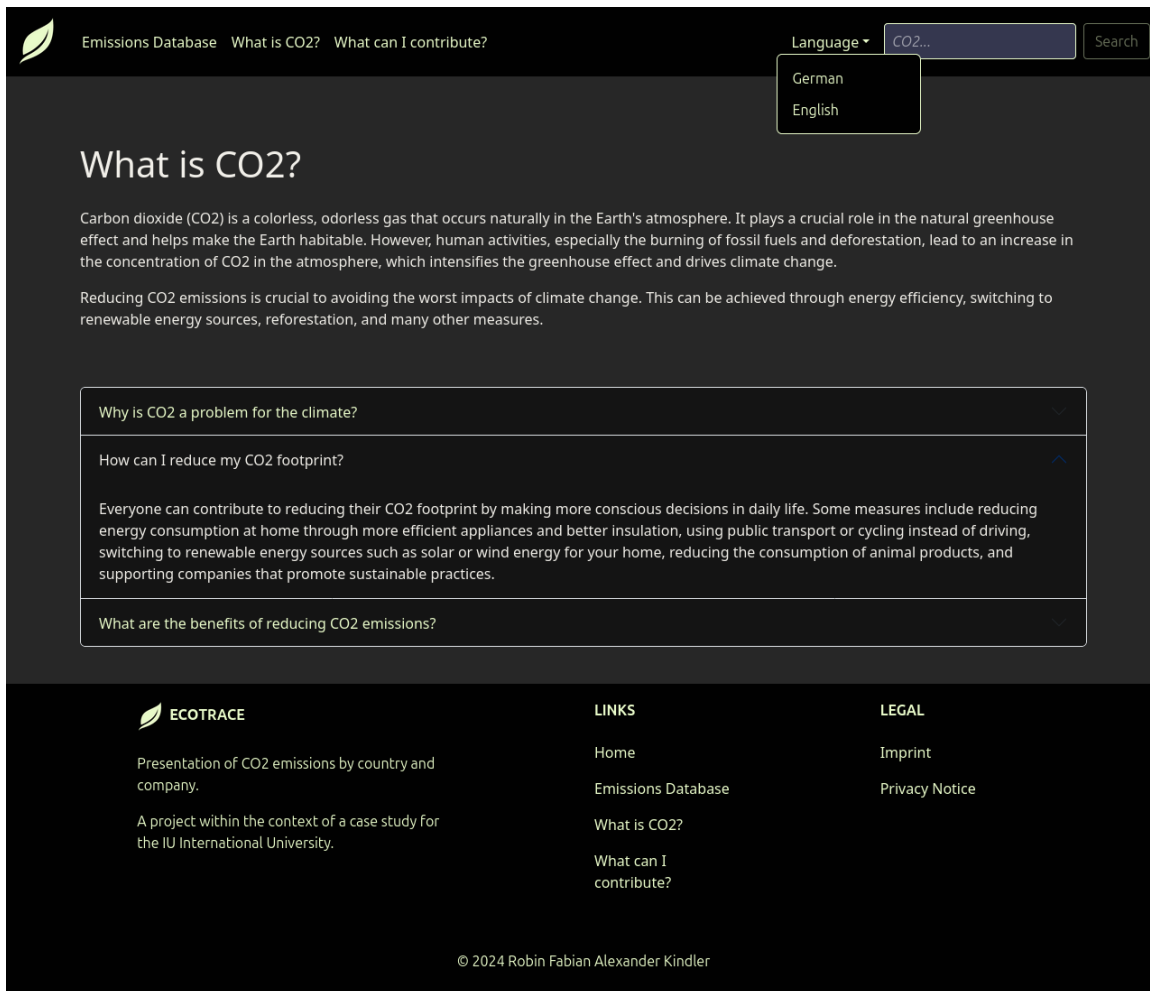 Emissions Database What is CO2? What can I contribute? Language CO2... Search
German
English
What is CO2?
Carbon dioxide (CO2) is a colorless, odorless gas that occurs naturally in the Earth's atmosphere. It plays a crucial role in the natural greenhouse
effect and helps make the Earth habitable. However, human activities, especially the burning of fossil fuels and deforestation, lead to an increase in
the concentration of CO2 in the atmosphere, which intensifies the greenhouse effect and drives climate change.
Reducing CO2 emissions is crucial to avoiding the worst impacts of climate change. This can be achieved through energy efficiency, switching to
renewable energy sources, reforestation, and many other measures.
Why is CO2 a problem for the climate?
How can I reduce my CO2 footprint?
Everyone can contribute to reducing their CO2 footprint by making more conscious decisions in daily life. Some measures include reducing
energy consumption at home through more efficient appliances and better insulation, using public transport or cycling instead of driving,
switching to renewable energy sources such as solar or wind energy for your home, reducing the consumption of animal products, and
supporting companies that promote sustainable practices.
What are the benefits of reducing CO2 emissions?
ECOTRACE
Presentation of CO2 emissions by country and
company.
A project within the context of a case study for
the IU International University.
LINKS
Home
Emissions Database
What is CO2?
What can I
contribute?
LEGAL
Imprint
Privacy Notice
© 2024 Robin Fabian Alexander Kindler